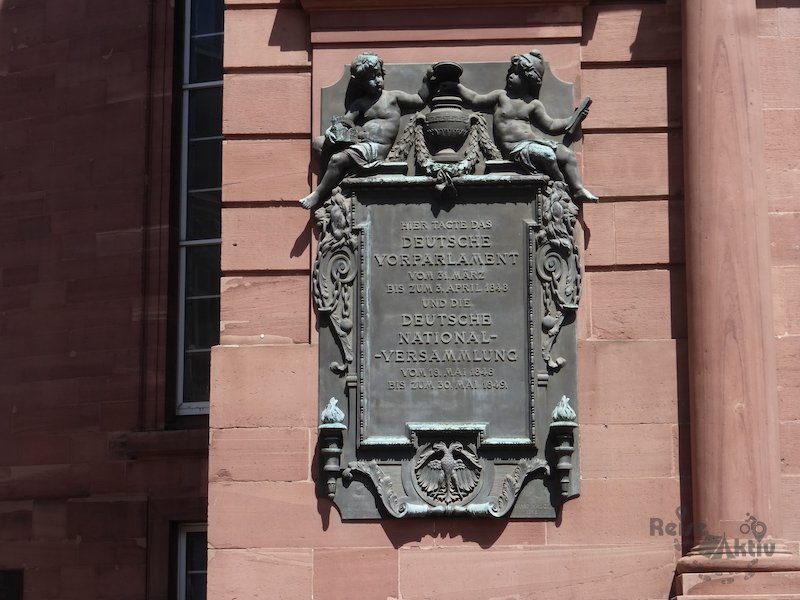 HIER TAGTE DAS
DEUTSCHE
VORPARLAMENT
VOM 31. MÄRZ
BIS ZUM 3. APRIL 1848
UND DIE
DEUTSCHE
NATIONAL-
-VERSAMMLUNG
VOM 18. MAI 1848
BIS ZUM 30. MAI 1849.
Reise
Aktiv